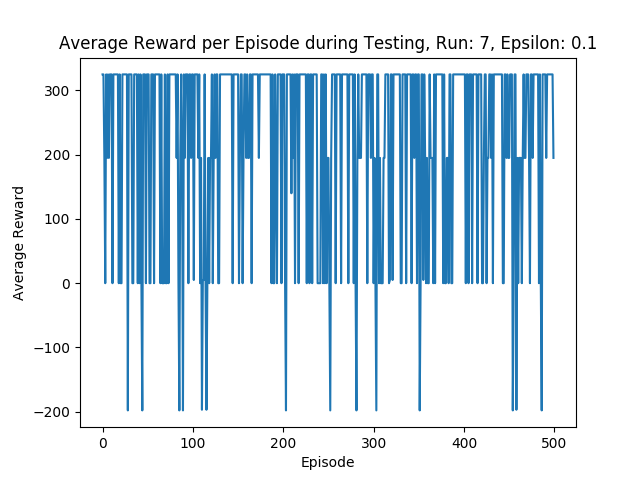 Average Reward per Episode during Testing, Run: 7, Epsilon: 0.1
300
200
100
0
−100
−200
Average Reward
0 100 200 300 400 500
Episode